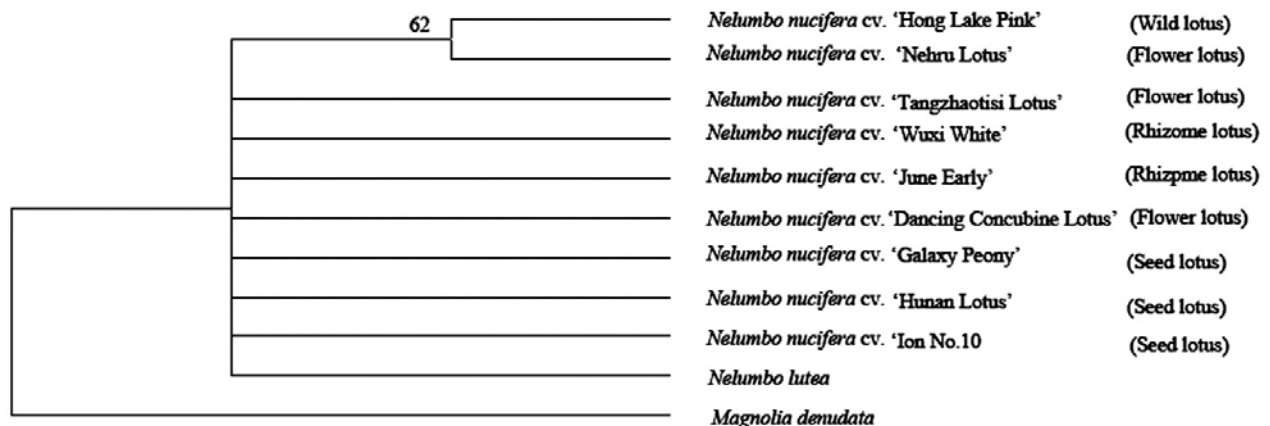 62
Nelumbo nucifera cv. ‘Hong Lake Pink’ (Wild lotus)
Nelumbo nucifera cv. ‘Nehru Lotus’ (Flower lotus)
Nelumbo nucifera cv. ‘Tangzhaotisi Lotus’ (Flower lotus)
Nelumbo nucifera cv. ‘Wuxi White’ (Rhizome lotus)
Nelumbo nucifera cv. ‘June Early’ (Rhizpme lotus)
Nelumbo nucifera cv. ‘Dancing Concubine Lotus’ (Flower lotus)
Nelumbo nucifera cv. ‘Galaxy Peony’ (Seed lotus)
Nelumbo nucifera cv. ‘Hunan Lotus’ (Seed lotus)
Nelumbo nucifera cv. ‘Ion No.10 (Seed lotus)
Nelumbo lutea
Magnolia denudata